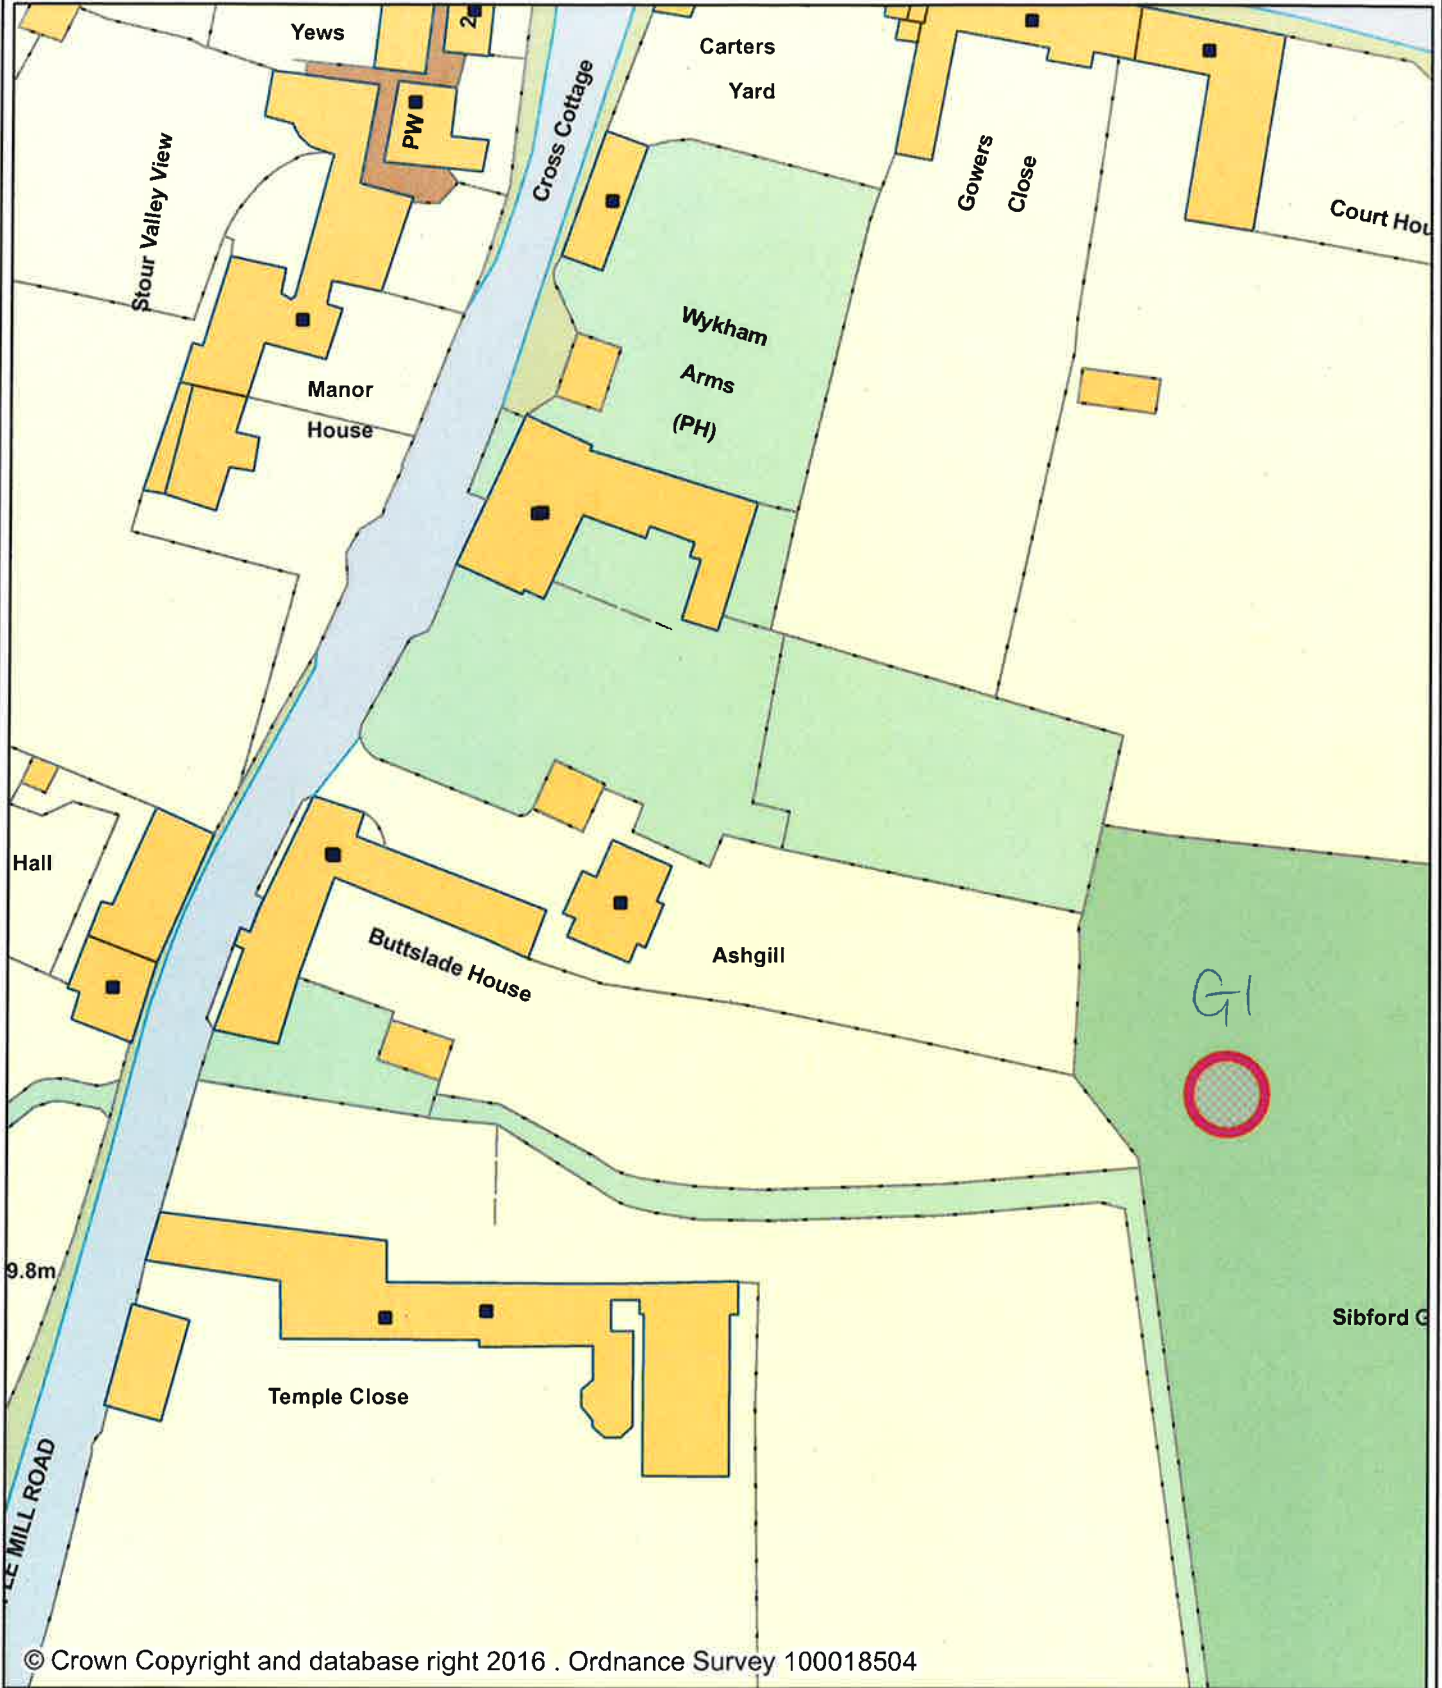 Yews
2
Carters
Yard
Cross Cottage
PW
Stour Valley View
Gowers
Close
Court Hou
Wykham
Arms
(PH)
Manor
House
Hall
Buttslade House
Ashgill
G1
9.8m
Sibford G
Temple Close
LE MILL ROAD
© Crown Copyright and database right 2016 . Ordnance Survey 100018504